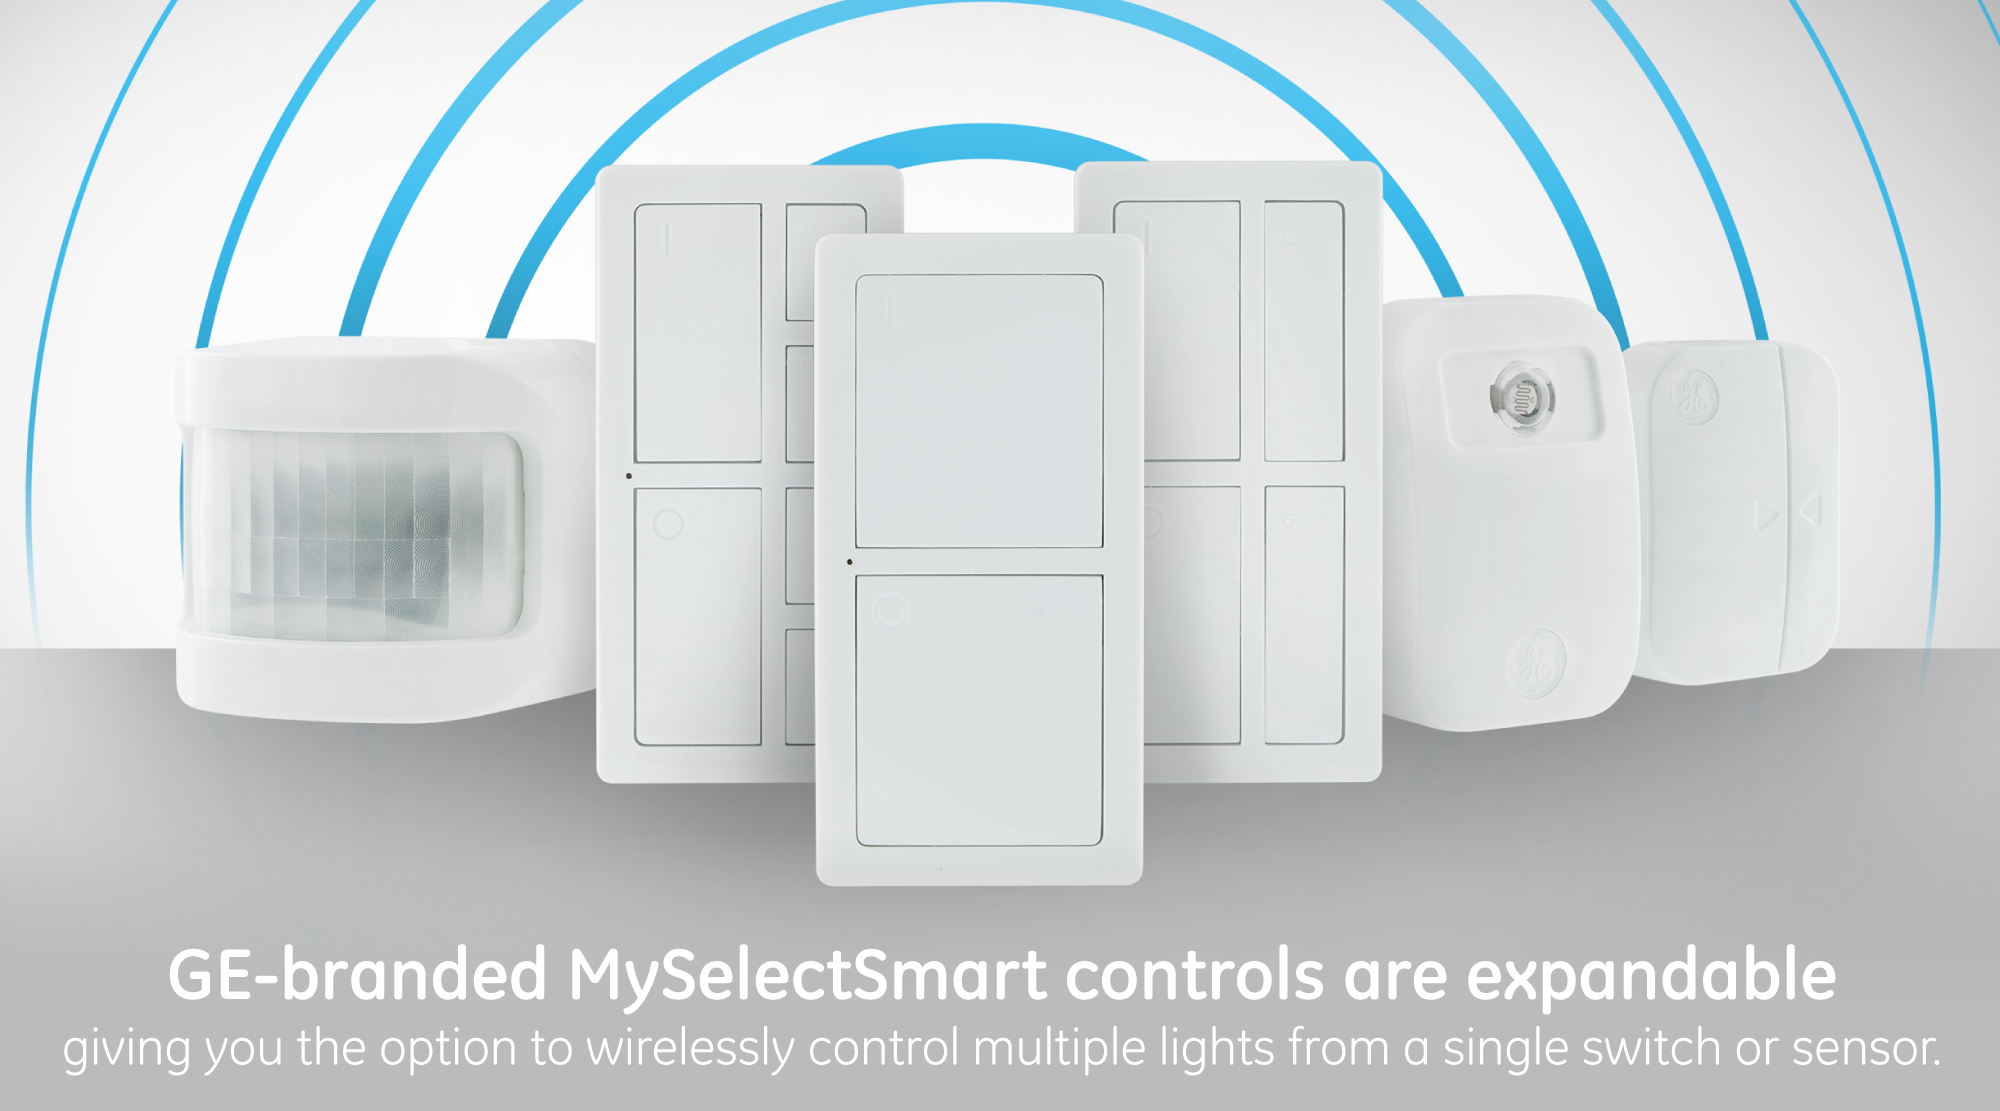 GE-branded MySelectSmart controls are expandable
giving you the option to wirelessly control multiple lights from a single switch or sensor.